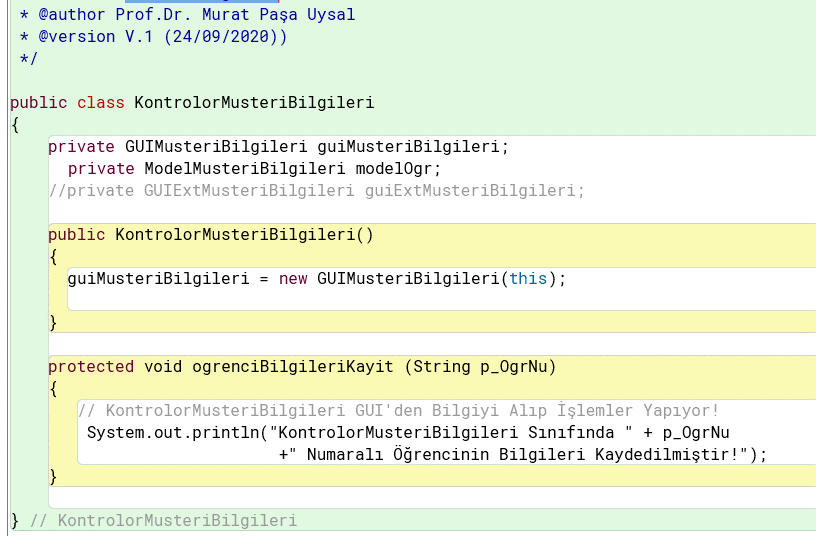 * @author Prof.Dr. Murat Paşa Uysal
* @version V.1 (24/09/2020))
*/
public class KontrolorMusteriBilgileri
{
private GUIMusteriBilgileri guiMusteriBilgileri;
private ModelMusteriBilgileri modelOgr;
//private GUIExtMusteriBilgileri guiExtMusteriBilgileri;
public KontrolorMusteriBilgileri()
{
guiMusteriBilgileri = new GUIMusteriBilgileri(this);
}
protected void ogrenciBilgileriKayit (String p_OgrNu)
{
// KontrolorMusteriBilgileri GUI'den Bilgiyi Alıp İşlemler Yapıyor!
System.out.println("KontrolorMusteriBilgileri Sınıfında " + p_OgrNu
+" Numaralı Öğrencinin Bilgileri Kaydedilmiştir!");
}
} // KontrolorMusteriBilgileri